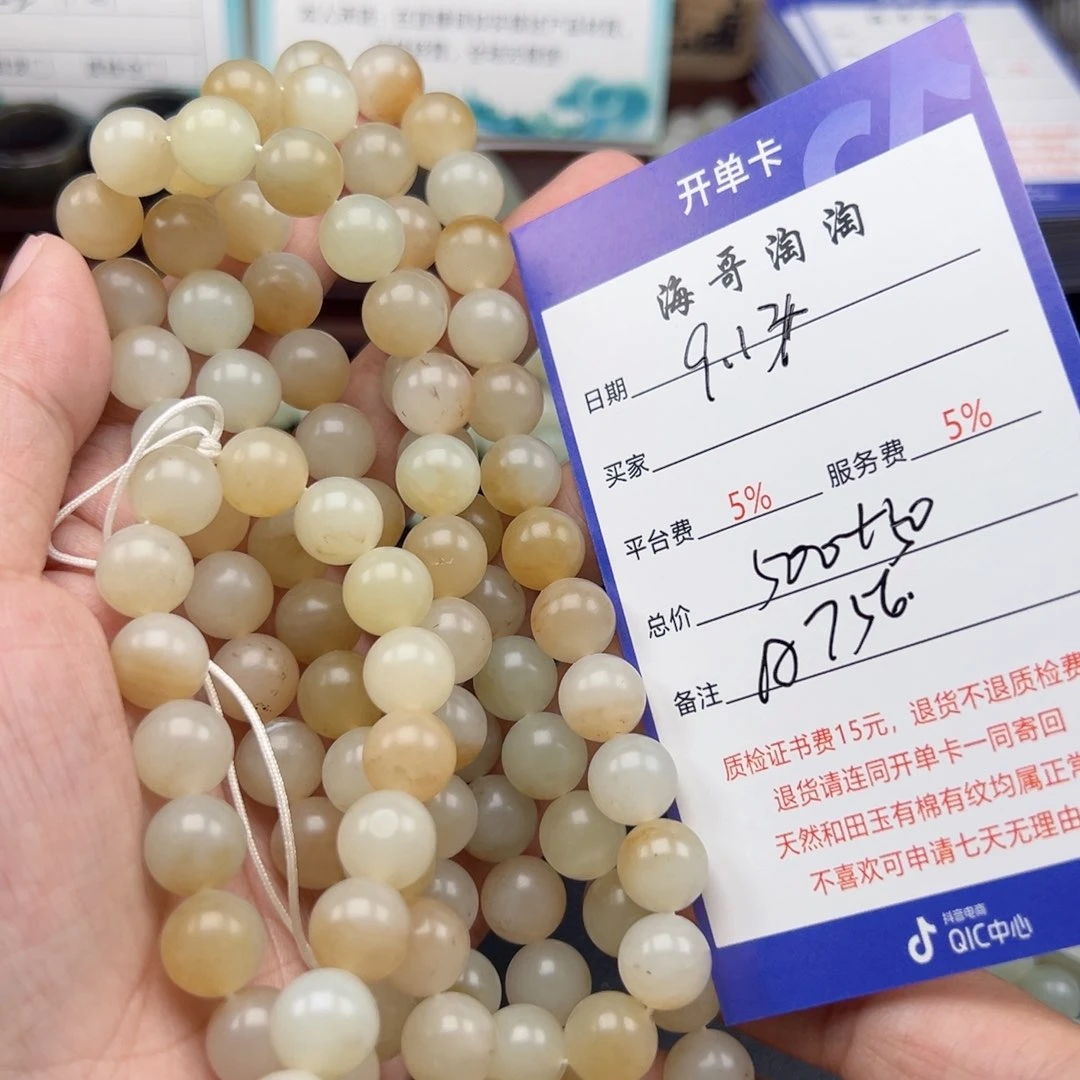 开单卡
海哥淘淘
日期 9.13
买家
平台费 5% 服务费 5%
总价 500+50
备注 A756.
质检证书费15元，退货不退质检费
退货请连同开单卡一同寄回
天然和田玉有棉有纹均属正常
不喜欢可申请七天无理由
抖音电商
QIC中心